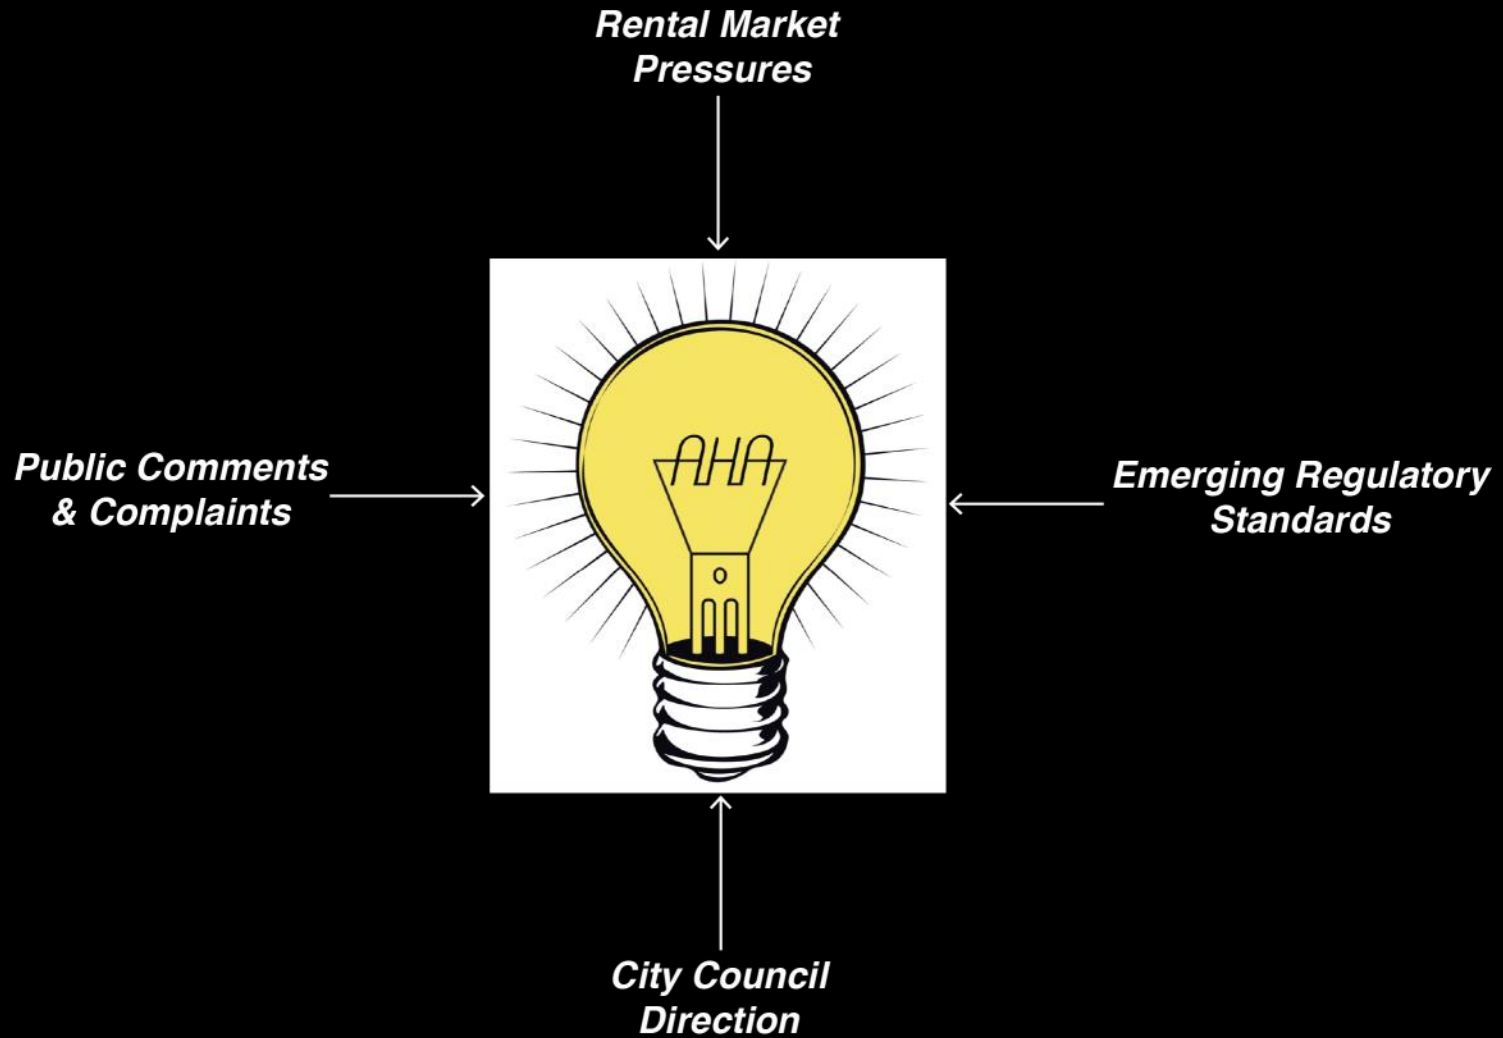 Rental Market
Pressures
AHA
Public Comments
& Complaints
Emerging Regulatory
Standards
City Council
Direction